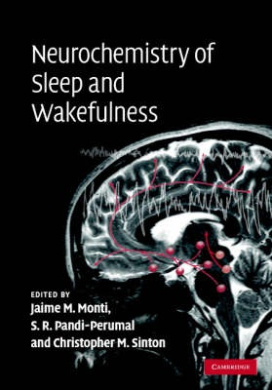 Neurochemistry of
Sleep and
Wakefulness
EDITED BY
Jaime M. Monti,
S. R. Pandi-Perumal
and Christopher M. Sinton
CAMBRIDGE